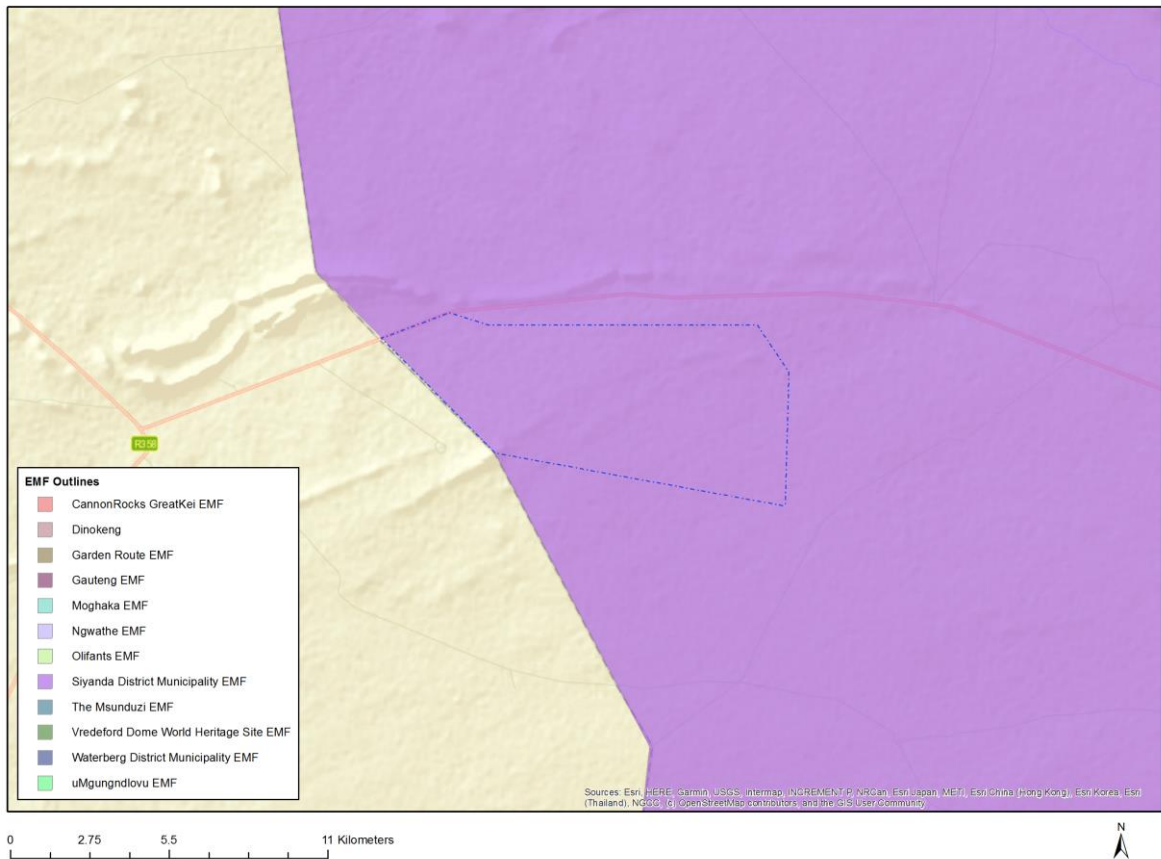 R358
EMF Outlines
CannonRocks GreatKei EMF
Dinokeng
Garden Route EMF
Gauteng EMF
Moghaka EMF
Ngwathe EMF
Olifants EMF
Siyanda District Municipality EMF
The Msunduzi EMF
Vredeford Dome World Heritage Site EMF
Waterberg District Municipality EMF
uMgungndlovu EMF
Sources: Esri, HERE, Garmin, USGS, Intermap, INCREMENT P, NRCan, Esri Japan, METI, Esri China (Hong Kong), Esri Korea, Esri
(Thailand), NGCC, (c) OpenStreetMap contributors, and the GIS User Community
0 2.75 5.5 11 Kilometers
N